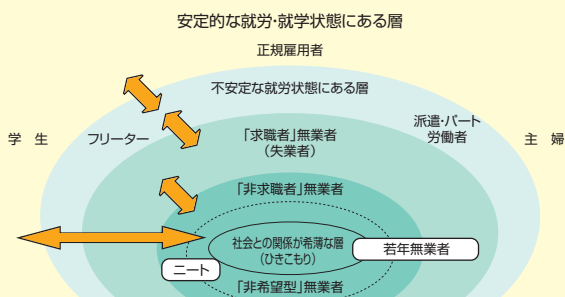 安定的な就労・就学状態にある層
正規雇用者
不安定な就労状態にある層
学 生
フリーター
「求職者」無業者
(失業者)
派遣・パート
労働者
主 婦
「非求職者」無業者
社会との関係が希薄な層
(ひきこもり)
若年無業者
ニート
「非希望型」無業者